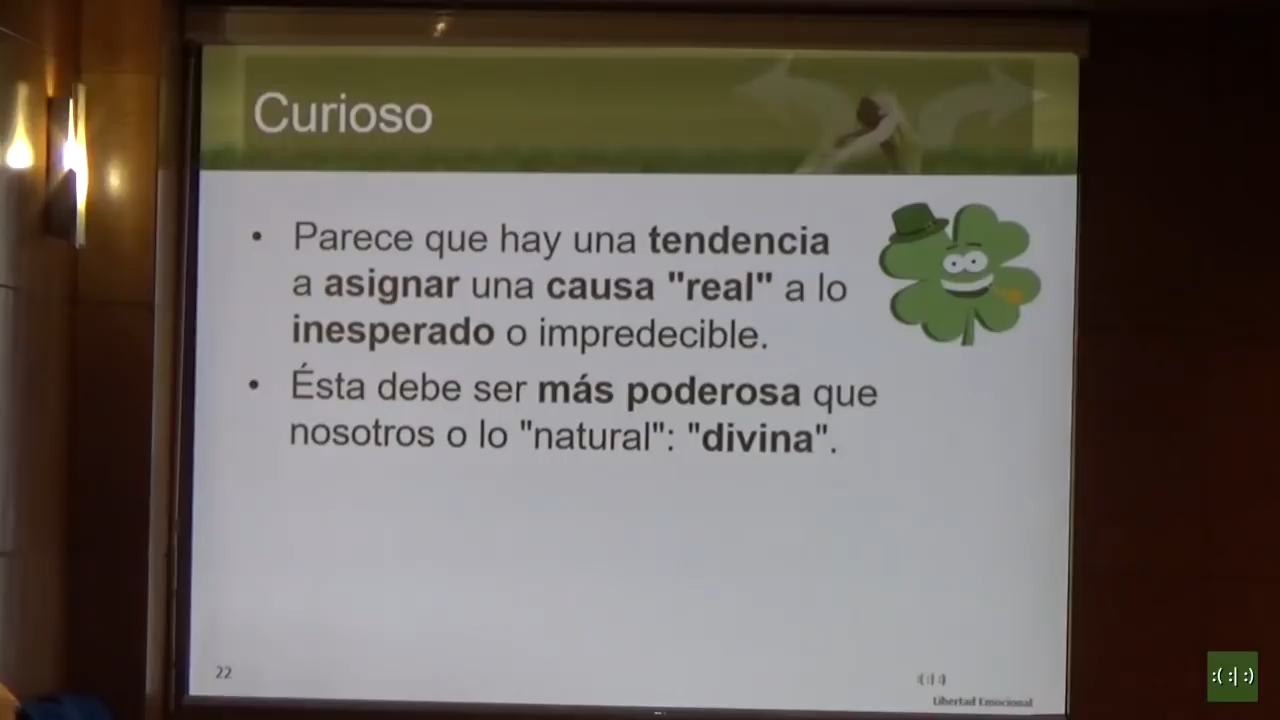 Curioso
• Parece que hay una tendencia
a asignar una causa "real" a lo
inesperado o impredecible.
• Ésta debe ser más poderosa que
nosotros o lo "natural": "divina".
22
Libertad Emocional
:( :| :)